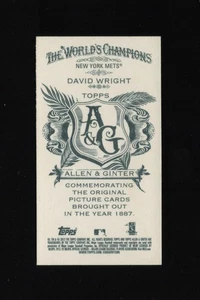 THE WORLD'S CHAMPIONS
NEW YORK METS®
DAVID WRIGHT
TOPPS
A&G
ALLEN & GINTER
COMMEMORATING
THE ORIGINAL
PICTURE CARDS
BROUGHT OUT
IN THE YEAR 1887.
Topps